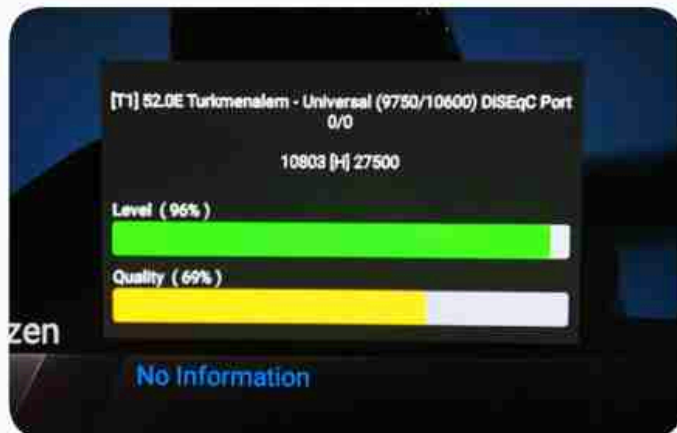 [T1] 52.0E Turkmenalem - Universal (9750/10600) DISEqC Port
0/0
10803 [H] 27500
Level ( 96% )
Quality ( 69% )
zen
No Information